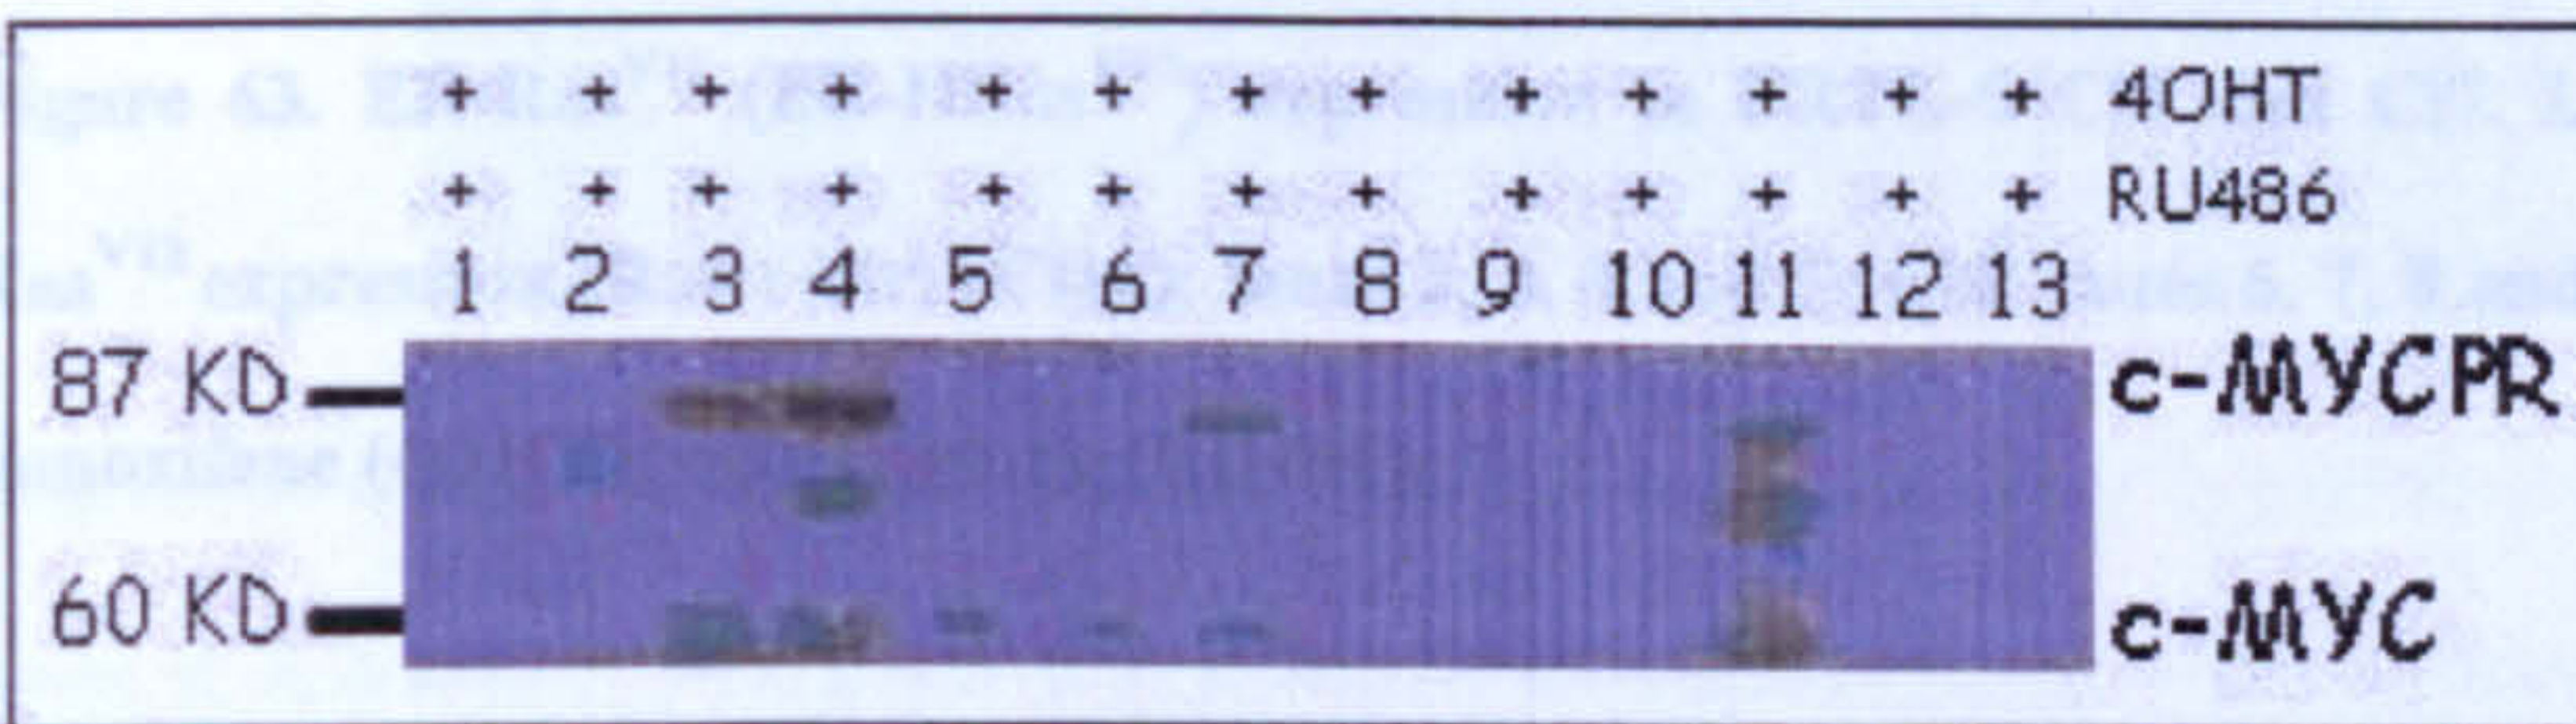 + + + + + + + + + + + + + 4OHT
+ + + + + + + + + + + + + RU486
1 2 3 4 5 6 7 8 9 10 11 12 13
87 KD c-MYCPR
60 KD c-MYC